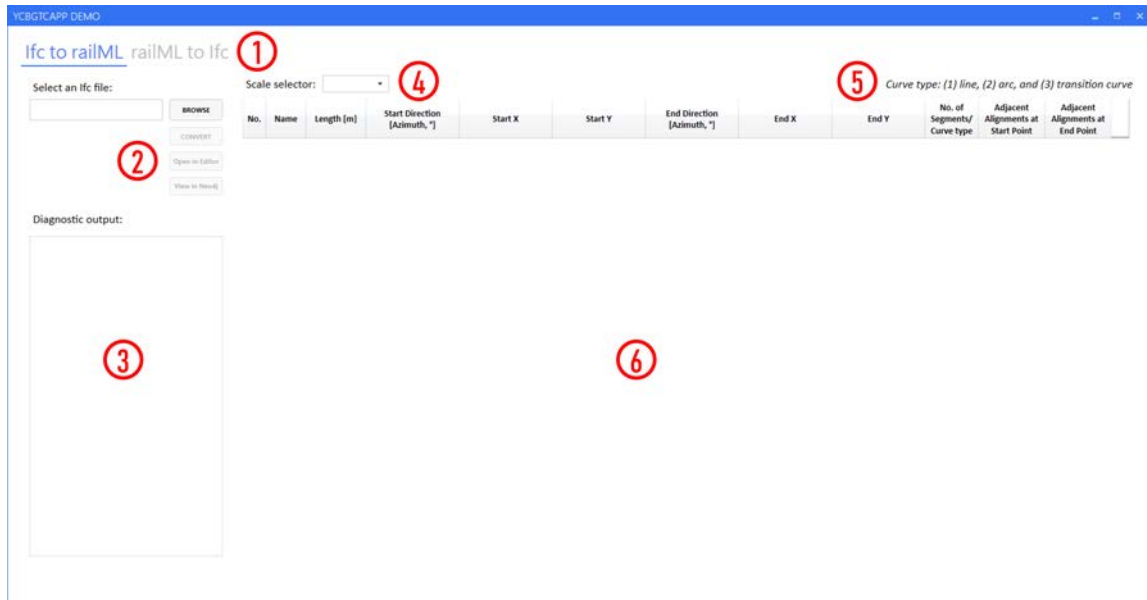 YCBGTCAPP DEMO
Ifc to railML railML to Ifc 1
Select an Ifc file:
BROWSE
CONVERT
2
Open in Editor
View in Neo4j
Diagnostic output:
3
Scale selector: 4
5 Curve type: (1) line, (2) arc, and (3) transition curve
No. Name Length [m] Start Direction [Azimuth, °] Start X Start Y End Direction [Azimuth, °] End X End Y No. of Segments/ Curve type Adjacent Alignments at Start Point Adjacent Alignments at End Point
6